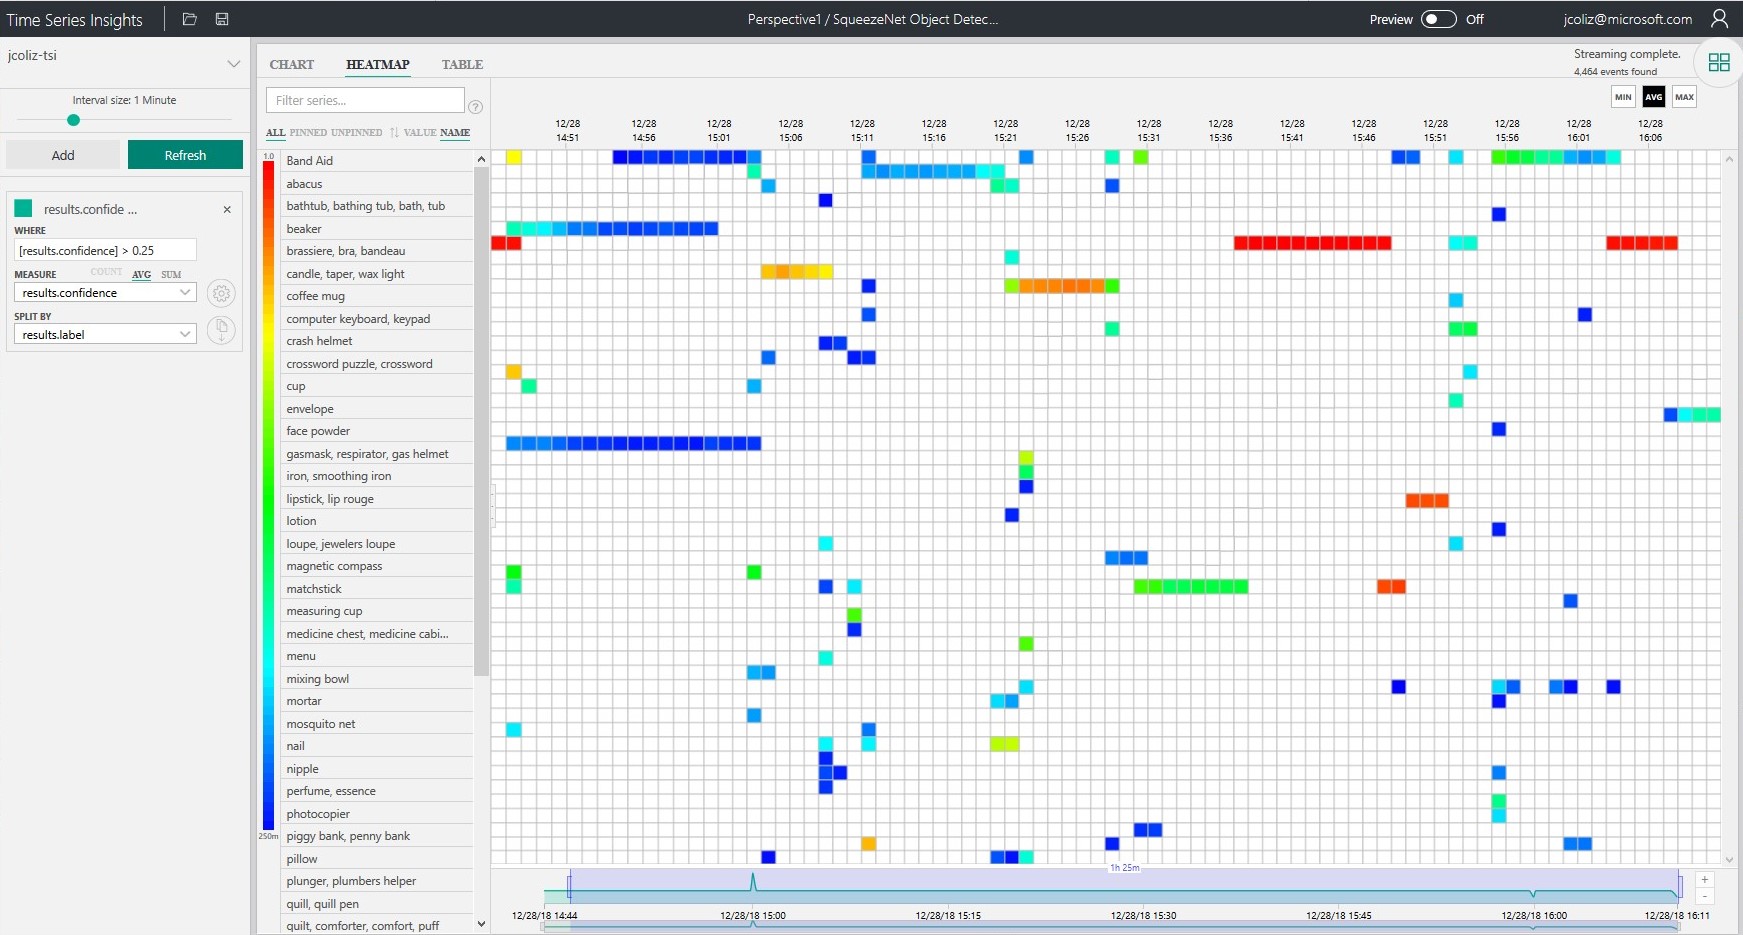 Time Series Insights
Perspective1 / SqueezeNet Object Detec...
Preview Off
jcoliz@microsoft.com
jcoliz-tsi
Interval size: 1 Minute
Add Refresh
results.confide ... ×
WHERE
[results.confidence] > 0.25
MEASURE COUNT AVG SUM
results.confidence
SPLIT BY
results.label
CHART HEATMAP TABLE
Streaming complete.
4,464 events found
Filter series... ?
MIN AVG MAX
ALL PINNED UNPINNED VALUE NAME
12/28 12/28 12/28 12/28 12/28 12/28 12/28 12/28 12/28 12/28 12/28 12/28 12/28 12/28 12/28 12/28
14:51 14:56 15:01 15:06 15:11 15:16 15:21 15:26 15:31 15:36 15:41 15:46 15:51 15:56 16:01 16:06
1.0
Band Aid
abacus
bathtub, bathing tub, bath, tub
beaker
brassiere, bra, bandeau
candle, taper, wax light
coffee mug
computer keyboard, keypad
crash helmet
crossword puzzle, crossword
cup
envelope
face powder
gasmask, respirator, gas helmet
iron, smoothing iron
lipstick, lip rouge
lotion
loupe, jewelers loupe
magnetic compass
matchstick
measuring cup
medicine chest, medicine cabi...
menu
mixing bowl
mortar
mosquito net
nail
nipple
perfume, essence
photocopier
piggy bank, penny bank
pillow
plunger, plumbers helper
quill, quill pen
quilt, comforter, comfort, puff
250m
1h 25m
+
-
12/28/18 14:44 12/28/18 15:00 12/28/18 15:15 12/28/18 15:30 12/28/18 15:45 12/28/18 16:00 12/28/18 16:11